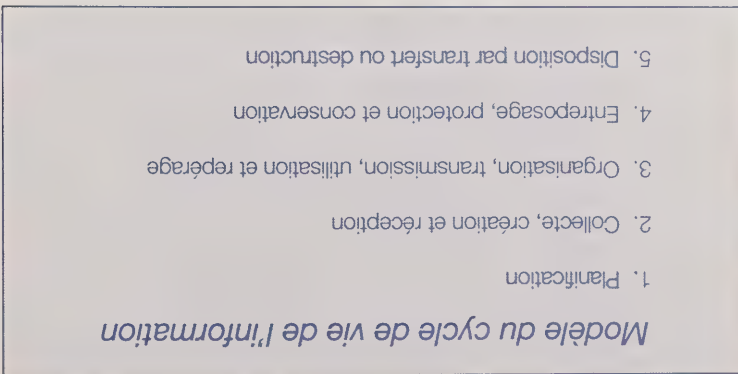 Modèle du cycle de vie de l'information
1. Planification
2. Collecte, création et réception
3. Organisation, transmission, utilisation et repérage
4. Entreposage, protection et conservation
5. Disposition par transfert ou destruction